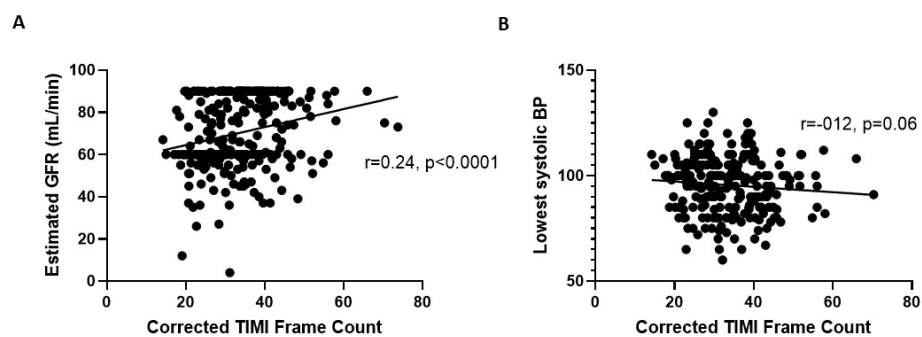 A
Estimated GFR (mL/min)
100
80
60
40
20
0
0 20 40 60 80
Corrected TIMI Frame Count
r=0.24, p<0.0001
B
Lowest systolic BP
150
100
50
0 20 40 60 80
Corrected TIMI Frame Count
r=-012, p=0.06